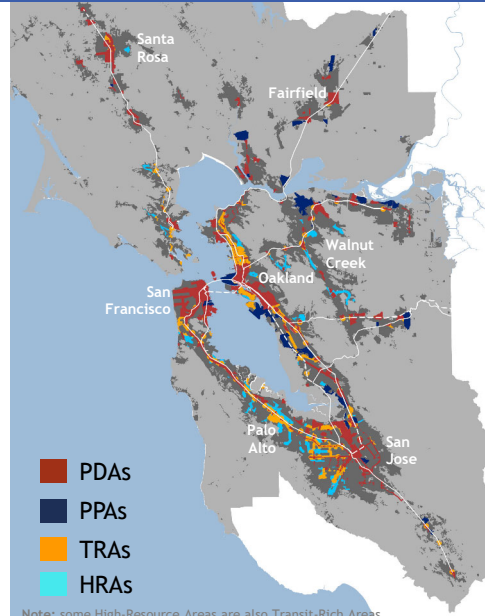 Santa
Rosa
Fairfield
Walnut
Creek
Oakland
San
Francisco
Palo
Alto
San
Jose
PDAs
PPAs
TRAs
HRAs
Note: some High-Resource Areas are also Transit-Rich Areas